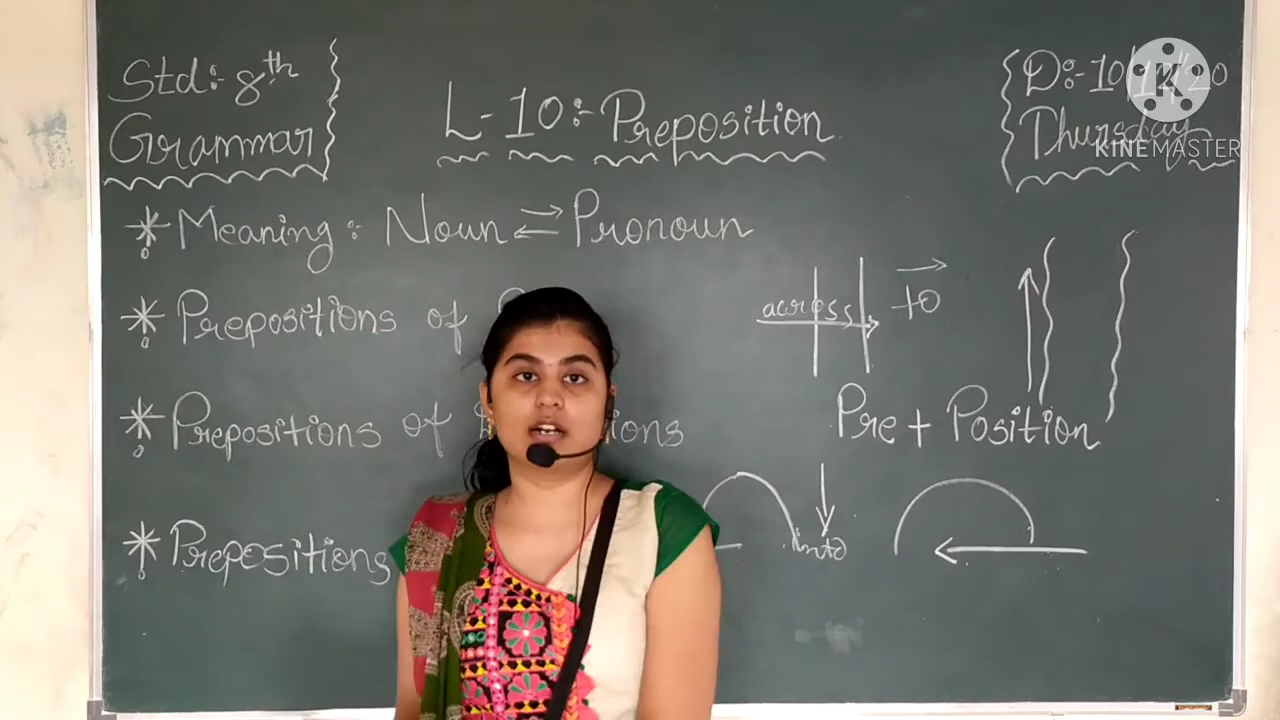 Std:- 8th
Grammar
L-10:- Preposition
Thursday
KINEMASTER
* Meaning: Noun ⇄ Pronoun
* Prepositions of
across
to
* Prepositions of
Pre + Position
* Prepositions
into